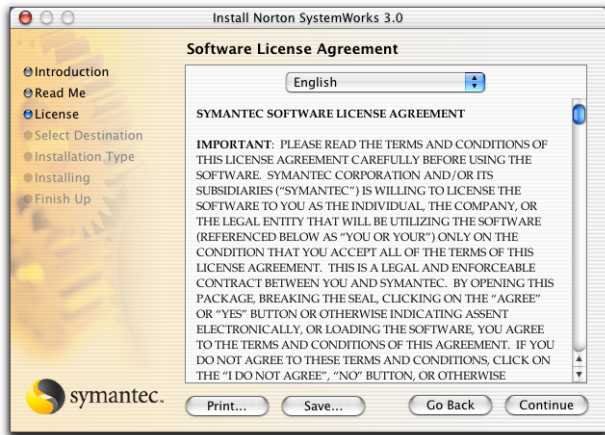 Install Norton SystemWorks 3.0
Software License Agreement
Introduction
Read Me
License
Select Destination
Installation Type
Installing
Finish Up
English
SYMANTEC SOFTWARE LICENSE AGREEMENT
IMPORTANT: PLEASE READ THE TERMS AND CONDITIONS OF
THIS LICENSE AGREEMENT CAREFULLY BEFORE USING THE
SOFTWARE. SYMANTEC CORPORATION AND/OR ITS
SUBSIDIARIES (“SYMANTEC”) IS WILLING TO LICENSE THE
SOFTWARE TO YOU AS THE INDIVIDUAL, THE COMPANY, OR
THE LEGAL ENTITY THAT WILL BE UTILIZING THE SOFTWARE
(REFERENCED BELOW AS “YOU OR YOUR”) ONLY ON THE
CONDITION THAT YOU ACCEPT ALL OF THE TERMS OF THIS
LICENSE AGREEMENT. THIS IS A LEGAL AND ENFORCEABLE
CONTRACT BETWEEN YOU AND SYMANTEC. BY OPENING THIS
PACKAGE, BREAKING THE SEAL, CLICKING ON THE “AGREE”
OR “YES” BUTTON OR OTHERWISE INDICATING ASSENT
ELECTRONICALLY, OR LOADING THE SOFTWARE, YOU AGREE
TO THE TERMS AND CONDITIONS OF THIS AGREEMENT. IF YOU
DO NOT AGREE TO THESE TERMS AND CONDITIONS, CLICK ON
THE “I DO NOT AGREE”, “NO” BUTTON, OR OTHERWISE
symantec.
Print...
Save...
Go Back
Continue